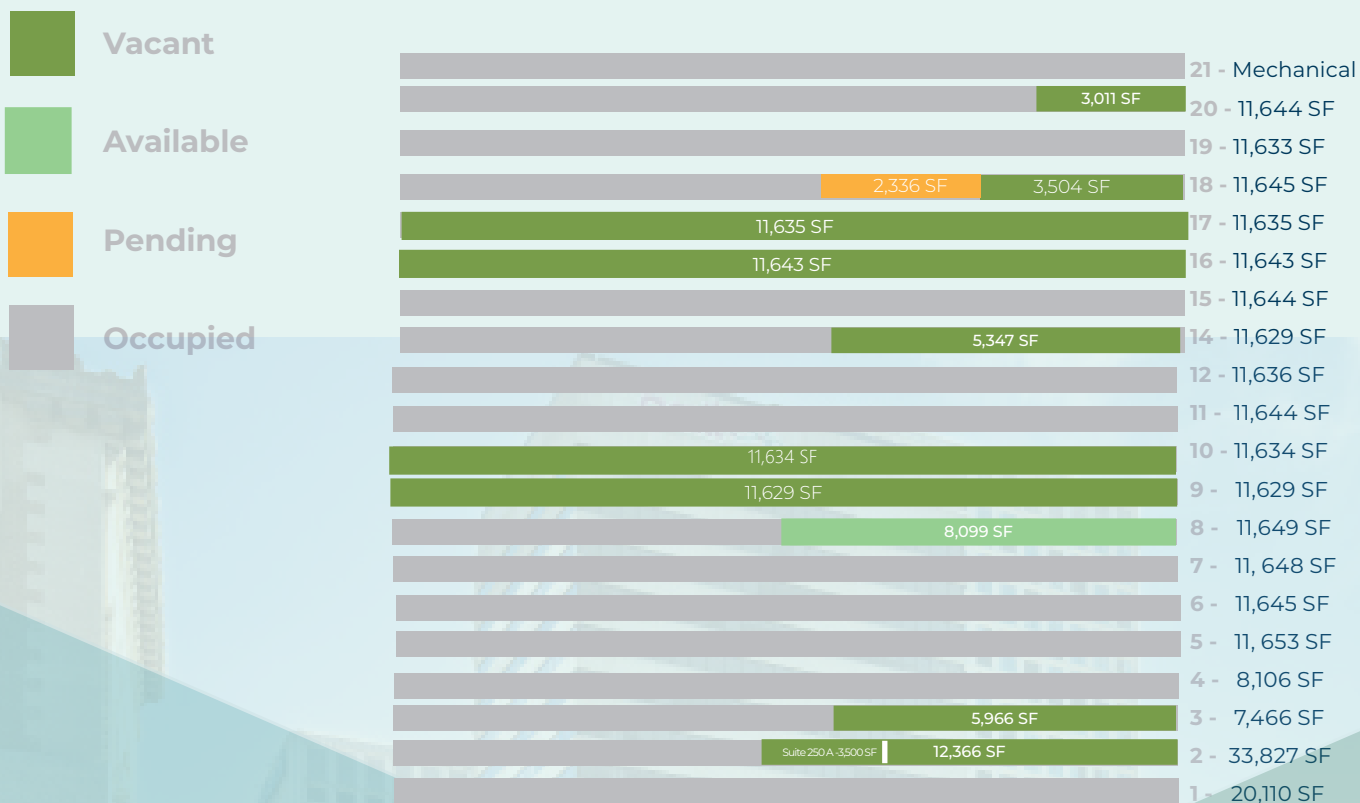 Vacant
Available
Pending
Occupied
21 - Mechanical
3,011 SF
20 - 11,644 SF
19 - 11,633 SF
2,336 SF 3,504 SF
18 - 11,645 SF
11,635 SF
17 - 11,635 SF
11,643 SF
16 - 11,643 SF
15 - 11,644 SF
5,347 SF
14 - 11,629 SF
12 - 11,636 SF
11 - 11,644 SF
11,634 SF
10 - 11,634 SF
11,629 SF
9 - 11,629 SF
8,099 SF
8 - 11,649 SF
7 - 11, 648 SF
6 - 11,645 SF
5 - 11, 653 SF
4 - 8,106 SF
5,966 SF
3 - 7,466 SF
Suite 250 A -3,500 SF 12,366 SF
2 - 33,827 SF
1 - 20,110 SF